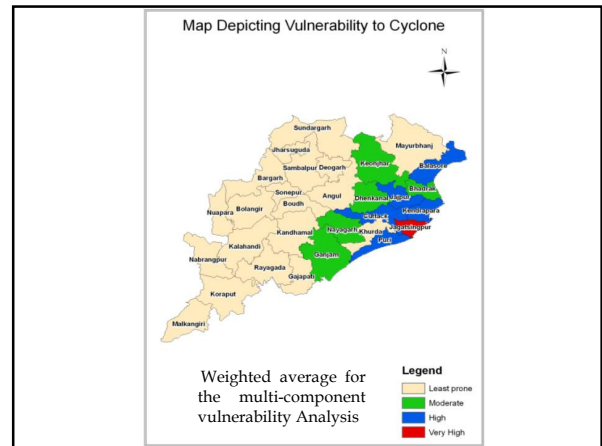 Map Depicting Vulnerability to Cyclone
N
Sundargarh
Mayurbhanj
Jharsuguda
Keonjhar
Balasore
Sambalpur Deogarh
Bargarh
Bhadrak
Sonepur
Angul
Dhenkanal
Jajpur
Boudh
Nuapara
Bolangir
Kendrapara
Cuttack
Nayagarh
Khurda
Jagatsingpur
Kandhamal
Puri
Kalahandi
Nabrangpur
Ganjam
Rayagada
Gajapati
Koraput
Malkangiri
Weighted average for
the multi-component
vulnerability Analysis
Legend
Least prone
Moderate
High
Very High